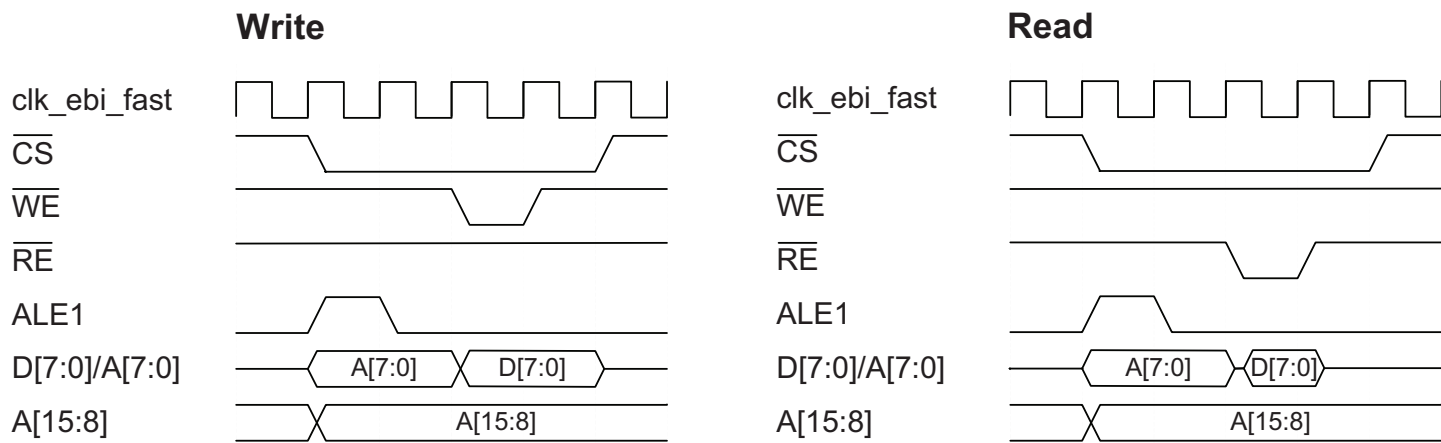 Write
clk_ebi_fast
CS
WE
RE
ALE1
D[7:0]/A[7:0]
A[7:0]
D[7:0]
A[15:8]
A[15:8]
Read
clk_ebi_fast
CS
WE
RE
ALE1
D[7:0]/A[7:0]
A[7:0]
D[7:0]
A[15:8]
A[15:8]